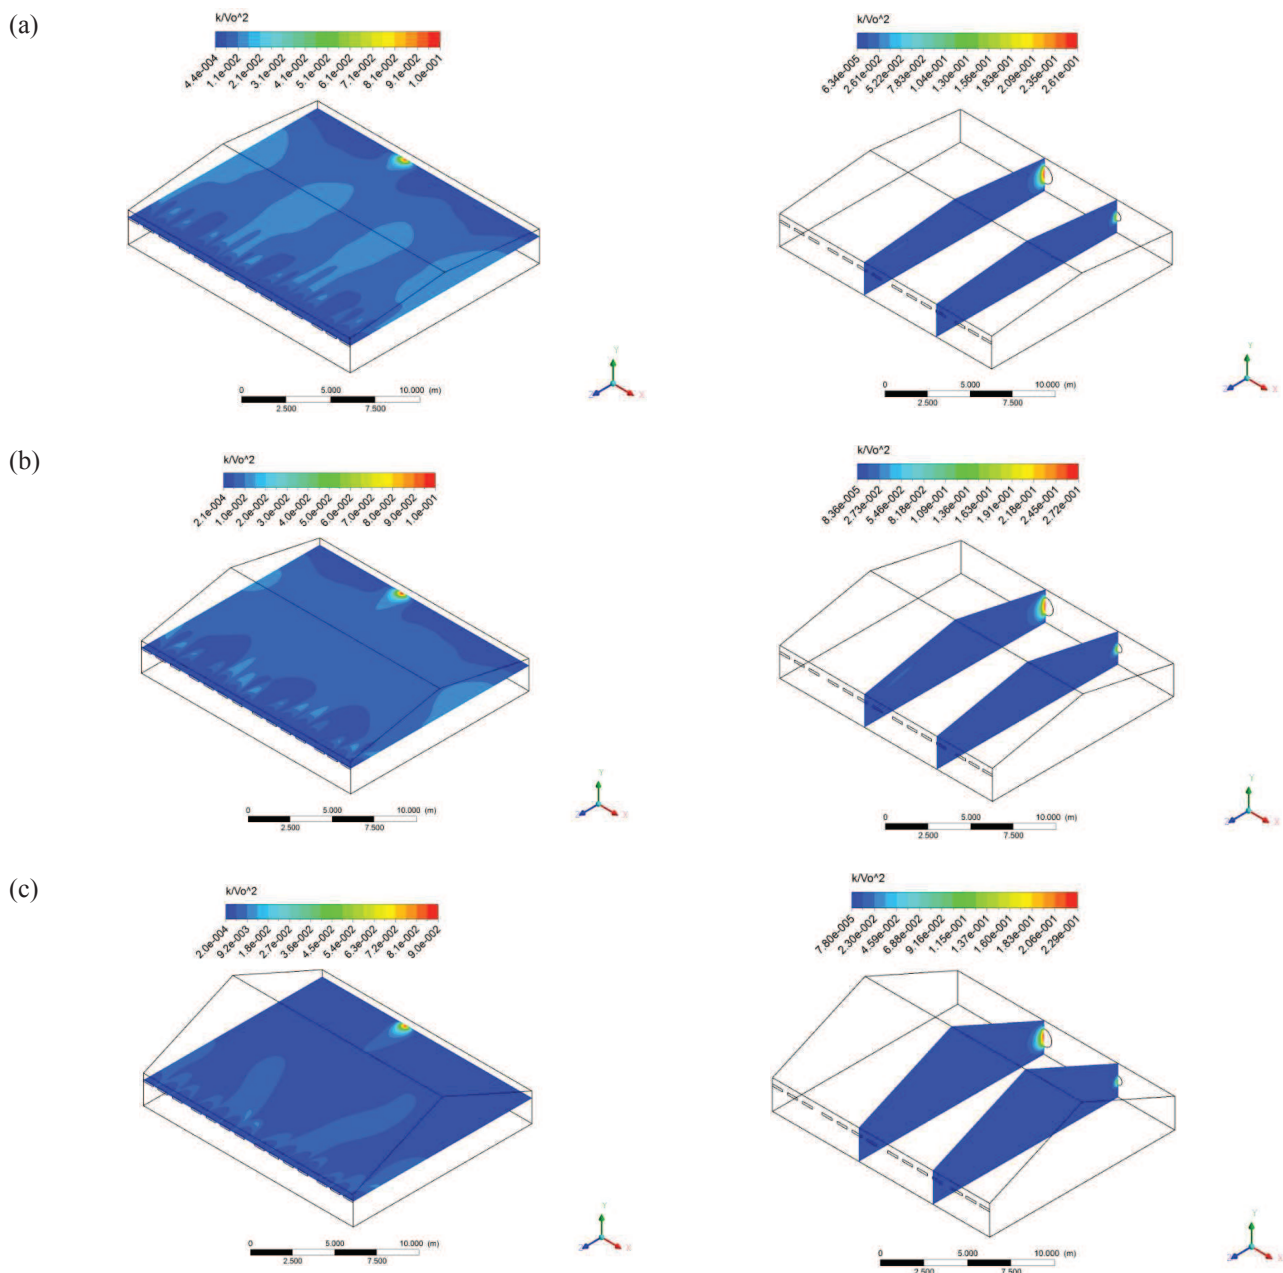 (a)
k/Vo^2
4.4e-004
1.1e-002
2.1e-002
3.1e-002
4.1e-002
5.1e-002
6.1e-002
7.1e-002
8.1e-002
9.1e-002
1.0e-001
0 5.000 10.000 (m)
2.500 7.500
Y
Z X
k/Vo^2
6.34e-005
2.61e-002
5.22e-002
7.83e-002
1.04e-001
1.30e-001
1.56e-001
1.83e-001
2.09e-001
2.35e-001
2.61e-001
0 5.000 10.000 (m)
2.500 7.500
Y
Z X
(b)
k/Vo^2
2.1e-004
1.0e-002
2.0e-002
3.0e-002
4.0e-002
5.0e-002
6.0e-002
7.0e-002
8.0e-002
9.0e-002
1.0e-001
0 5.000 10.000 (m)
2.500 7.500
Y
Z X
k/Vo^2
8.36e-005
2.73e-002
5.46e-002
8.18e-002
1.09e-001
1.36e-001
1.63e-001
1.91e-001
2.18e-001
2.45e-001
2.72e-001
0 5.000 10.000 (m)
2.500 7.500
Y
Z X
(c)
k/Vo^2
2.0e-004
9.2e-003
1.8e-002
2.7e-002
3.6e-002
4.5e-002
5.4e-002
6.3e-002
7.2e-002
8.1e-002
9.0e-002
0 5.000 10.000 (m)
2.500 7.500
Y
Z X
k/Vo^2
7.80e-005
2.30e-002
4.59e-002
6.88e-002
9.16e-002
1.15e-001
1.37e-001
1.60e-001
1.83e-001
2.06e-001
2.29e-001
0 5.000 10.000 (m)
2.500 7.500
Y
Z X